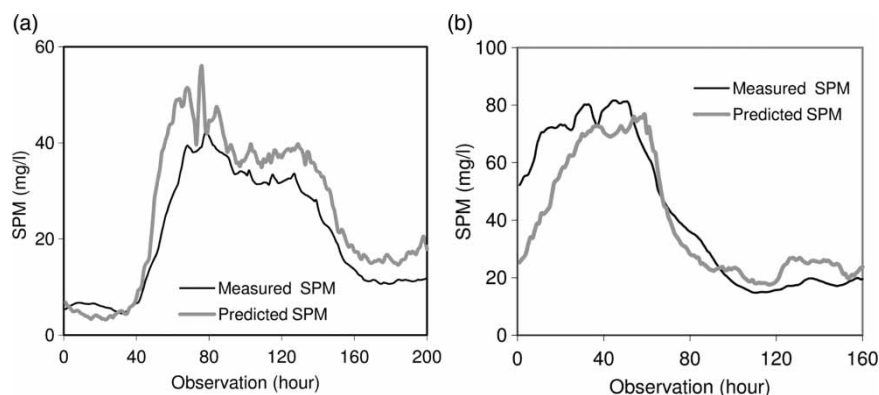 (a)
60
40
20
0
SPM (mg/l)
Measured SPM
Predicted SPM
0 40 80 120 160 200
Observation (hour)
(b)
100
80
60
40
20
0
SPM (mg/l)
Measured SPM
Predicted SPM
0 40 80 120 160
Observation (hour)